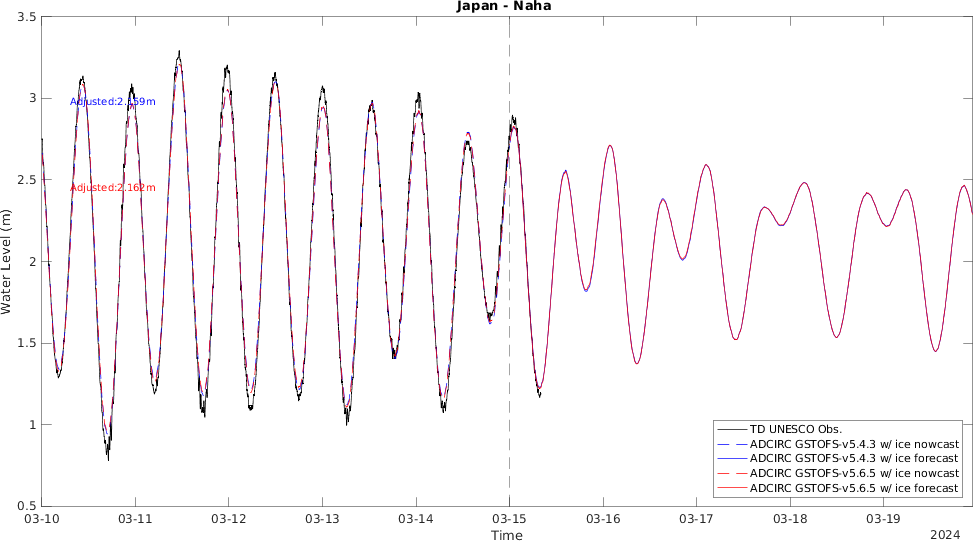 Japan - Naha
3.5
3
2.5
2
1.5
1
0.5
Water Level (m)
Adjusted:2.162m
TD UNESCO Obs.
ADCIRC GSTOFS-v5.4.3 w/ ice nowcast
ADCIRC GSTOFS-v5.4.3 w/ ice forecast
ADCIRC GSTOFS-v5.6.5 w/ ice nowcast
ADCIRC GSTOFS-v5.6.5 w/ ice forecast
03-10 03-11 03-12 03-13 03-14 03-15 03-16 03-17 03-18 03-19
Time
2024